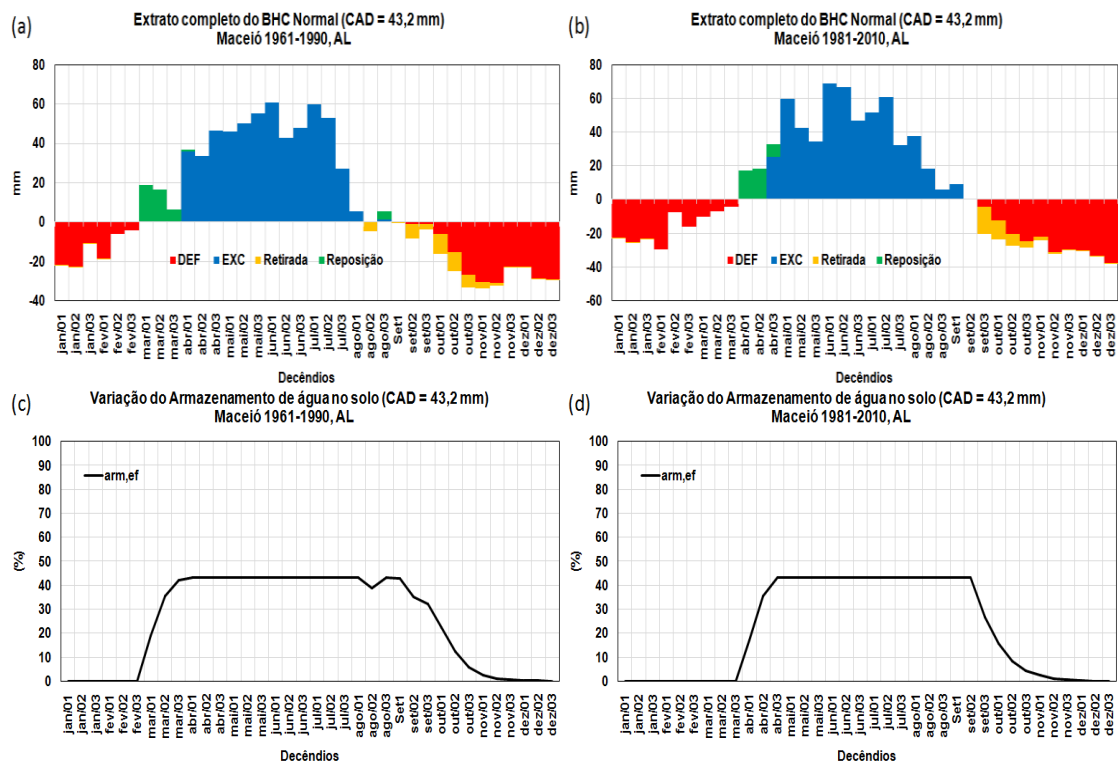 (a)
Extrato completo do BHC Normal (CAD = 43,2 mm)
Maceió 1961-1990, AL
80
60
40
20
0
-20
-40
mm
DEF EXC Retirada Reposição
jan/01 jan/02 jan/03 fev/01 fev/02 fev/03 mar/01 mar/02 mar/03 abr/01 abr/02 abr/03 mai/01 mai/02 mai/03 jun/01 jun/02 jun/03 jul/01 jul/02 jul/03 ago/01 ago/02 ago/03 Set1 set/02 set/03 out/01 out/02 out/03 nov/01 nov/02 nov/03 dez/01 dez/02 dez/03
Decêndios
(b)
Extrato completo do BHC Normal (CAD = 43,2 mm)
Maceió 1981-2010, AL
80
60
40
20
0
-20
-40
-60
mm
DEF EXC Retirada Reposição
jan/01 jan/02 jan/03 fev/01 fev/02 fev/03 mar/01 mar/02 mar/03 abr/01 abr/02 abr/03 mai/01 mai/02 mai/03 jun/01 jun/02 jun/03 jul/01 jul/02 jul/03 ago/01 ago/02 ago/03 Set1 set/02 set/03 out/01 out/02 out/03 nov/01 nov/02 nov/03 dez/01 dez/02 dez/03
Decêndios
(c)
Variação do Armazenamento de água no solo (CAD = 43,2 mm)
Maceió 1961-1990, AL
100
90
80
70
60
50
40
30
20
10
0
(%)
arm,ef
jan/01 jan/02 jan/03 fev/01 fev/02 fev/03 mar/01 mar/02 mar/03 abr/01 abr/02 abr/03 mai/01 mai/02 mai/03 jun/01 jun/02 jun/03 jul/01 jul/02 jul/03 ago/01 ago/02 ago/03 Set1 set/02 set/03 out/01 out/02 out/03 nov/01 nov/02 nov/03 dez/01 dez/02 dez/03
Decêndios
(d)
Variação do Armazenamento de água no solo (CAD = 43,2 mm)
Maceió 1981-2010, AL
100
90
80
70
60
50
40
30
20
10
0
(%)
arm,ef
jan/01 jan/02 jan/03 fev/01 fev/02 fev/03 mar/01 mar/02 mar/03 abr/01 abr/02 abr/03 mai/01 mai/02 mai/03 jun/01 jun/02 jun/03 jul/01 jul/02 jul/03 ago/01 ago/02 ago/03 Set1 set/02 set/03 out/01 out/02 out/03 nov/01 nov/02 nov/03 dez/01 dez/02 dez/03
Decêndios